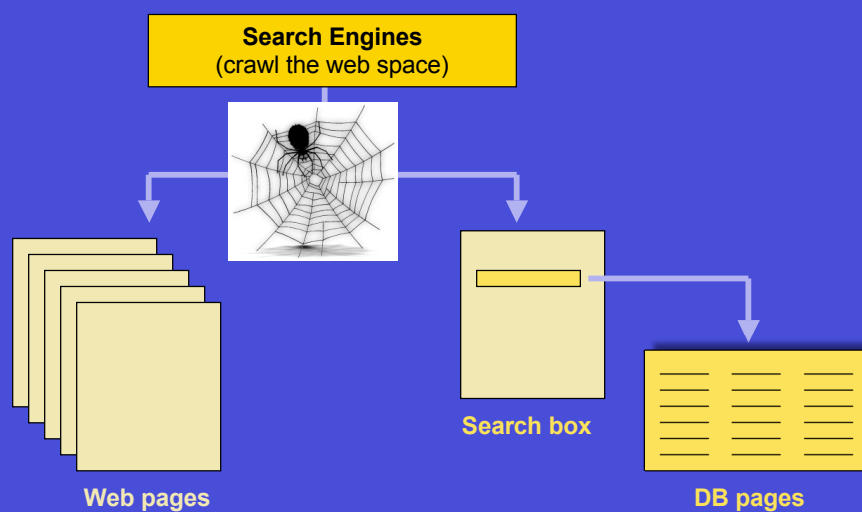 Search Engines
(crawl the web space)
Search box
Web pages
DB pages